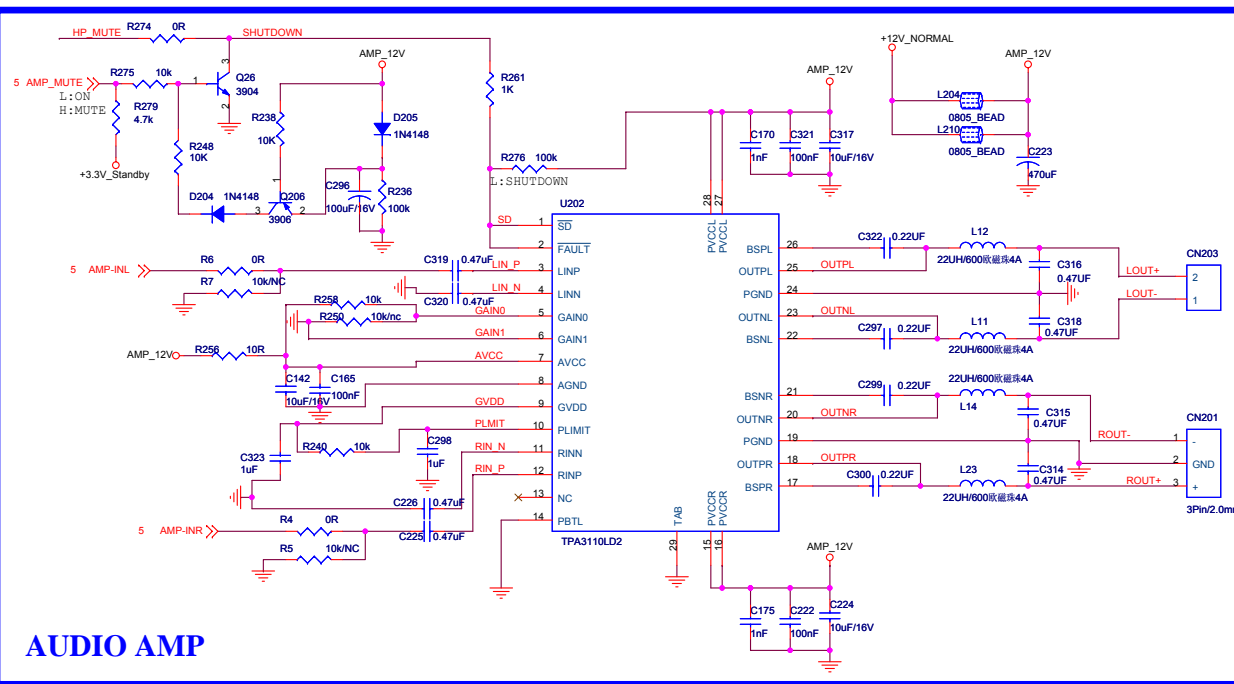 R274 0R
HP_MUTE SHUTDOWN
5 AMP_MUTE R275 10k
L:ON
H:MUTE
R279
4.7k
+3.3V_Standby
1 3 2
Q26
3904
R248
10K
R238
10K
D204 1N4148
Q206
3906
1 3 2
AMP_12V
D205
1N4148
C296
100uF/16V
R236
100k
R261
1K
R276 100k
L:SHUTDOWN
AMP_12V
C170
1nF
C321
100nF
C317
10uF/16V
+12V_NORMAL
AMP_12V
L204
0805_BEAD
L210
0805_BEAD
C223
470uF
U202
TPA3110LD2
SD 1 SD
2 FAULT
LIN_P 3 LINP
LIN_N 4 LINN
GAIN0 5 GAIN0
GAIN1 6 GAIN1
AVCC 7 AVCC
8 AGND
GVDD 9 GVDD
PLMIT 10 PLIMIT
RIN_N 11 RINN
RIN_P 12 RINP
13 NC
14 PBTL
28 PVCCL
27 PVCCL
BSPL 26
OUTPL 25 OUTPL
PGND 24
OUTNL 23 OUTNL
BSNL 22
BSNR 21
OUTNR 20 OUTNR
PGND 19
OUTPR 18 OUTPR
BSPR 17
TAB 29
PVCCR 15
PVCCR 16
5 AMP-INL
R6 0R
R7 10k/NC
C319 0.47uF
C320 0.47uF
R258 10k
R250 10k/nc
AMP_12V R256 10R
C142
10uF/16V
C165
100nF
C323
1uF
R240 10k
C298
1uF
C226 0.47uF
C225 0.47uF
5 AMP-INR
R4 0R
R5 10k/NC
C322 0.22UF
L12
22UH/600欧磁珠4A
C316
0.47UF
LOUT+
LOUT-
CN203
2
1
C297 0.22UF
L11
22UH/600欧磁珠4A
C318
0.47UF
C299 0.22UF
22UH/600欧磁珠4A
L14
C315
0.47UF
ROUT-
CN201
1 -
2 GND
3 +
3Pin/2.0mm
C314
0.47UF
ROUT+
C300 0.22UF
L23
22UH/600欧磁珠4A
AMP_12V
C175
1nF
C222
100nF
C224
10uF/16V
AUDIO AMP